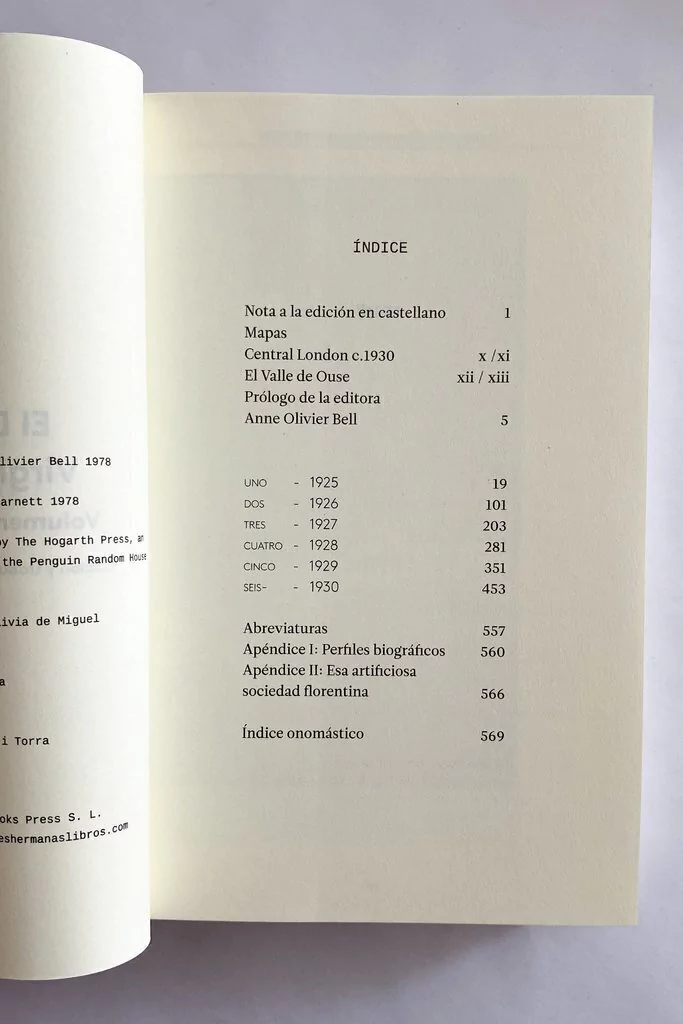 livier Bell 1978
arnett 1978
by The Hogarth Press, an
the Penguin Random House
ivia de Miguel
a
i Torra
oks Press S. L.
eshermanaslibros.com
ÍNDICE
Nota a la edición en castellano 1
Mapas
Central London c.1930 x /xi
El Valle de Ouse xii / xiii
Prólogo de la editora
Anne Olivier Bell 5
UNO - 1925 19
DOS - 1926 101
TRES - 1927 203
CUATRO - 1928 281
CINCO - 1929 351
SEIS- - 1930 453
Abreviaturas 557
Apéndice I: Perfiles biográficos 560
Apéndice II: Esa artificiosa
sociedad florentina 566
Índice onomástico 569